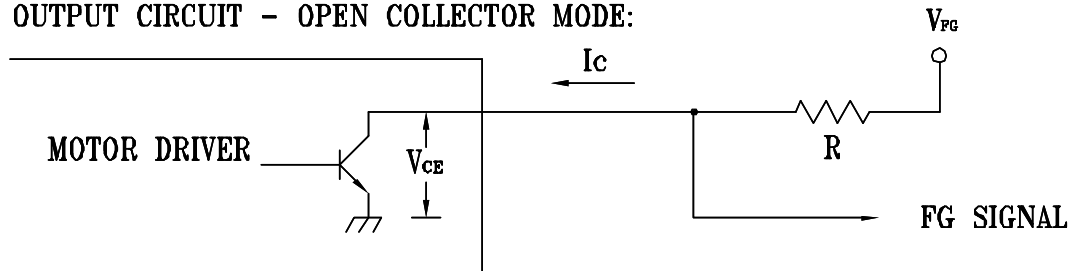 OUTPUT CIRCUIT - OPEN COLLECTOR MODE:
VFG
Ic
MOTOR DRIVER
VCE
R
FG SIGNAL